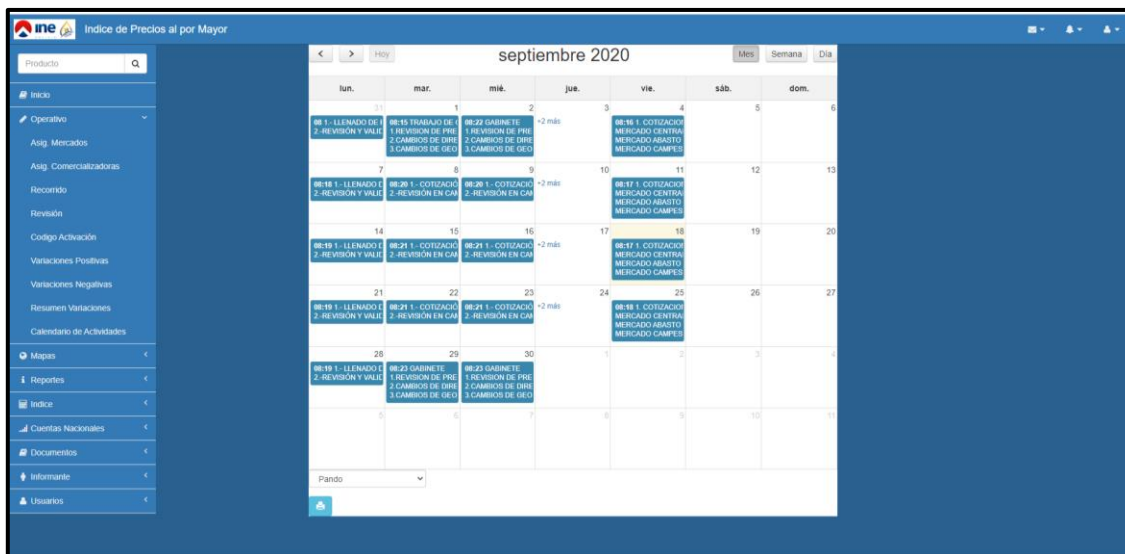 ine Indice de Precios al por Mayor
Producto
Inicio
Operativo
Asig. Mercados
Asig. Comercializadoras
Recorrido
Revisión
Codigo Activación
Variaciones Positivas
Variaciones Negativas
Resumen Variaciones
Calendario de Actividades
Mapas
Reportes
Indice
Cuentas Nacionales
Documentos
Informante
Usuarios
Hoy septiembre 2020 Mes Semana Día
lun. mar. mié. jue. vie. sáb. dom.
31 1 2 3 4 5 6
08 1.- LLENADO DE 08:15 TRABAJO DE 08:22 GABINETE +2 más 08:16 1. COTIZACIO
2.-REVISIÓN Y VALID 1.REVISION DE PRE 1.REVISIÓN DE PRE MERCADO CENTRA
2.CAMBIOS DE DIRE 2.CAMBIOS DE DIRE MERCADO ABASTO
3.CAMBIOS DE GEO 3.CAMBIOS DE GEO MERCADO CAMPES
7 8 9 10 11 12 13
08:18 1.- LLENADO D 08:20 1.- COTIZACIÓ 08:20 1.- COTIZACIÓ +2 más 08:17 1. COTIZACIO
2.-REVISIÓN Y VALID 2.-REVISIÓN EN CAM 2.-REVISIÓN EN CAM MERCADO CENTRA
MERCADO ABASTO
MERCADO CAMPES
14 15 16 17 18 19 20
08:19 1.- LLENADO D 08:21 1.- COTIZACIÓ 08:21 1.- COTIZACIÓ +2 más 08:17 1. COTIZACIO
2.-REVISIÓN Y VALID 2.-REVISIÓN EN CAM 2.-REVISIÓN EN CAM MERCADO CENTRA
MERCADO ABASTO
MERCADO CAMPES
21 22 23 24 25 26 27
08:19 1.- LLENADO D 08:21 1.- COTIZACIÓ 08:21 1.- COTIZACIÓ +2 más 08:18 1. COTIZACIO
2.-REVISIÓN Y VALID 2.-REVISIÓN EN CAM 2.-REVISIÓN EN CAM MERCADO CENTRA
MERCADO ABASTO
MERCADO CAMPES
28 29 30 1 2 3 4
08:19 1.- LLENADO D 08:23 GABINETE 08:23 GABINETE
2.-REVISIÓN Y VALID 1.REVISION DE PRE 1.REVISION DE PRE
2.CAMBIOS DE DIRE 2.CAMBIOS DE DIRE
3.CAMBIOS DE GEO 3.CAMBIOS DE GEO
5 6 7 8 9 10 11
Pando